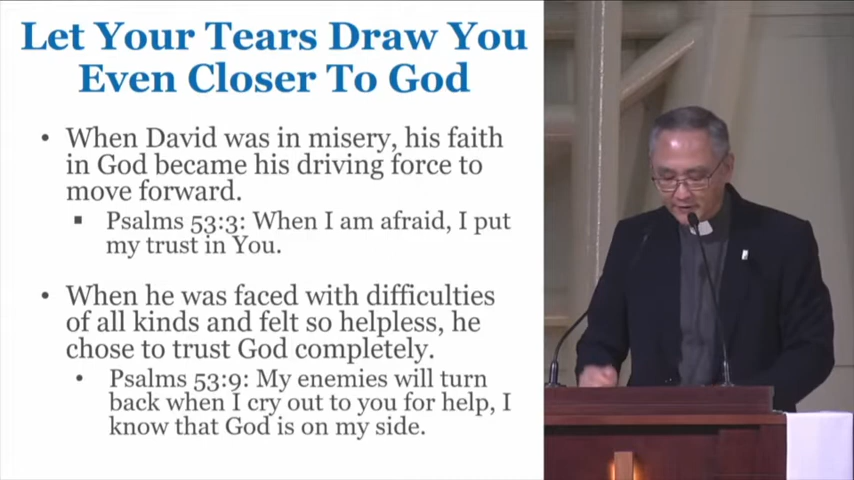 Let Your Tears Draw You
Even Closer To God
• When David was in misery, his faith
in God became his driving force to
move forward.
▪ Psalms 53:3: When I am afraid, I put
my trust in You.
• When he was faced with difficulties
of all kinds and felt so helpless, he
chose to trust God completely.
• Psalms 53:9: My enemies will turn
back when I cry out to you for help, I
know that God is on my side.